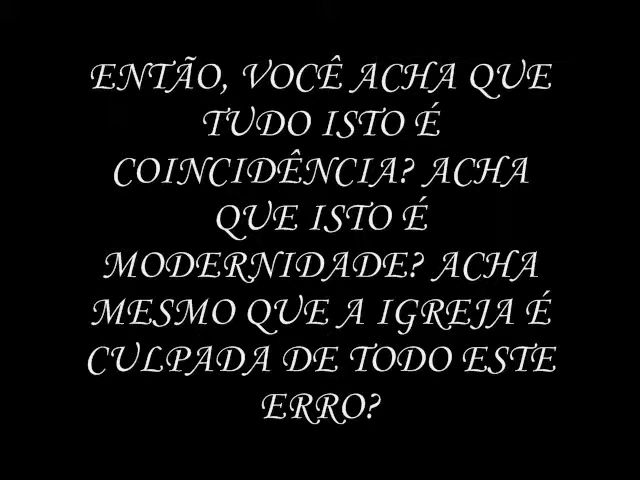 ENTÃO, VOCÊ ACHA QUE
TUDO ISTO É
COINCIDÊNCIA? ACHA
QUE ISTO É
MODERNIDADE? ACHA
MESMO QUE A IGREJA É
CULPADA DE TODO ESTE
ERRO?